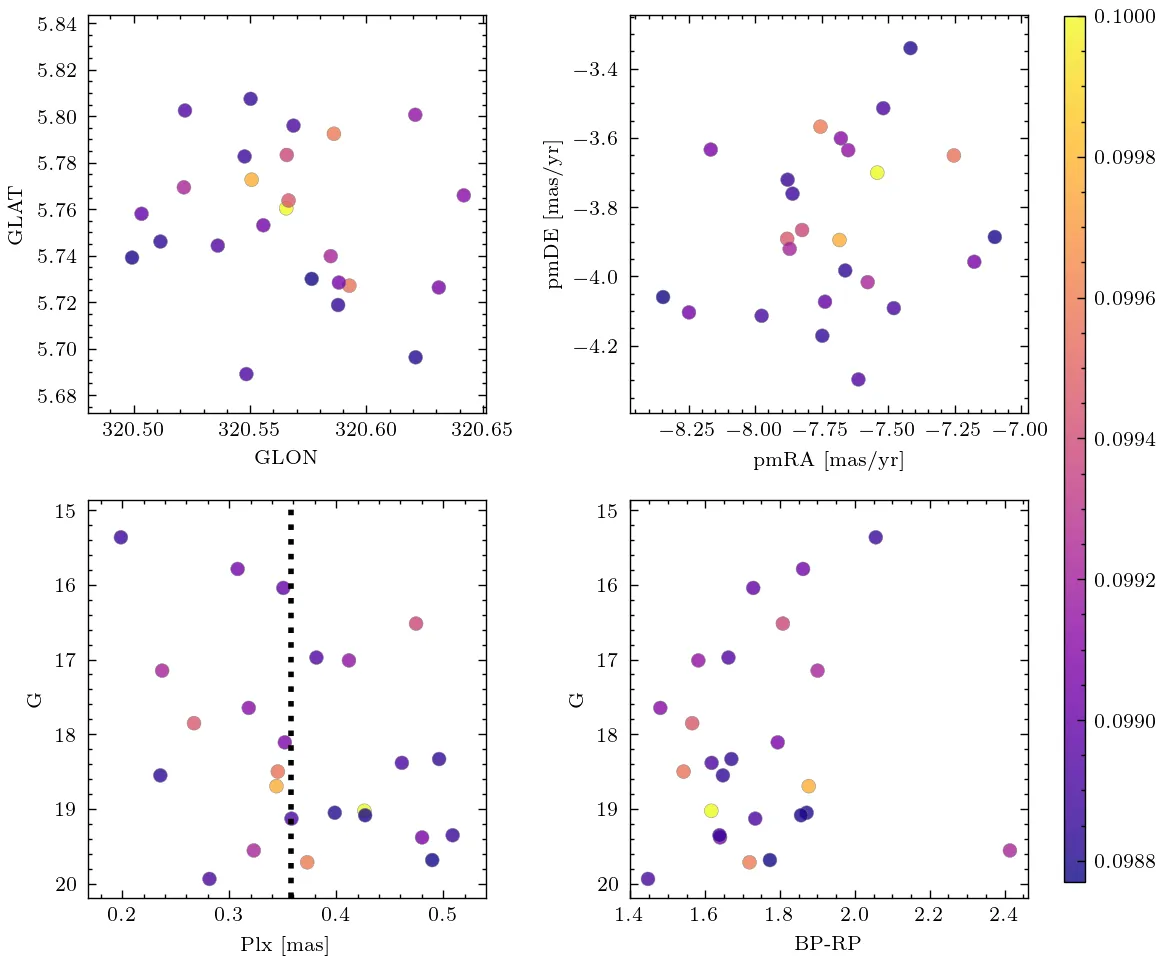 5.84
5.82
5.80
5.78
5.76
5.74
5.72
5.70
5.68
GLAT
320.50 320.55 320.60 320.65
GLON
−3.4
−3.6
−3.8
−4.0
−4.2
pmDE [mas/yr]
−8.25 −8.00 −7.75 −7.50 −7.25 −7.00
pmRA [mas/yr]
0.1000
0.0998
0.0996
0.0994
0.0992
0.0990
0.0988
15
16
17
18
19
20
G
0.2 0.3 0.4 0.5
Plx [mas]
15
16
17
18
19
20
G
1.4 1.6 1.8 2.0 2.2 2.4
BP-RP